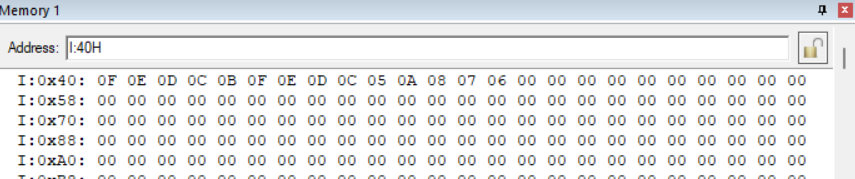 Memory 1
Address: I:40H
I:0x40: 0F 0E 0D 0C 0B 0F 0E 0D 0C 05 0A 08 07 06 00 00 00 00 00 00 00 00 00 00
I:0x58: 00 00 00 00 00 00 00 00 00 00 00 00 00 00 00 00 00 00 00 00 00 00 00 00
I:0x70: 00 00 00 00 00 00 00 00 00 00 00 00 00 00 00 00 00 00 00 00 00 00 00 00
I:0x88: 00 00 00 00 00 00 00 00 00 00 00 00 00 00 00 00 00 00 00 00 00 00 00 00
I:0xA0: 00 00 00 00 00 00 00 00 00 00 00 00 00 00 00 00 00 00 00 00 00 00 00 00